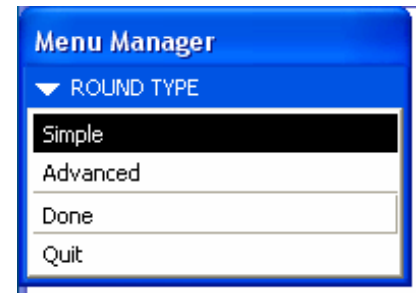 Menu Manager
ROUND TYPE
Simple
Advanced
Done
Quit